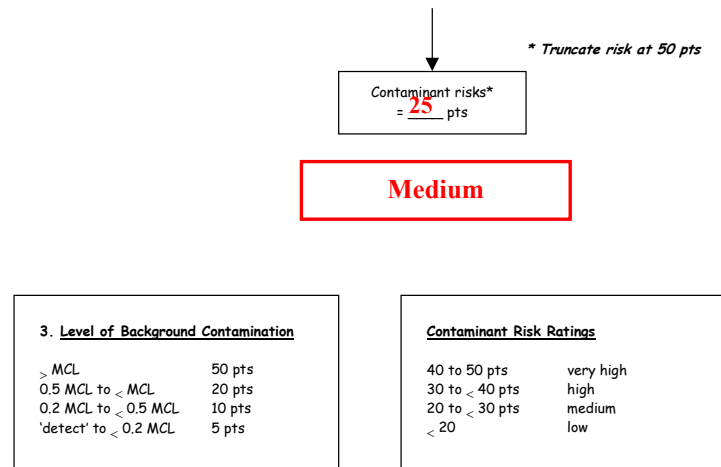 * Truncate risk at 50 pts
Contaminant risks*
= 25 pts
Medium
3. Level of Background Contamination
> MCL 50 pts
0.5 MCL to < MCL 20 pts
0.2 MCL to < 0.5 MCL 10 pts
‘detect’ to < 0.2 MCL 5 pts
Contaminant Risk Ratings
40 to 50 pts very high
30 to < 40 pts high
20 to < 30 pts medium
< 20 low